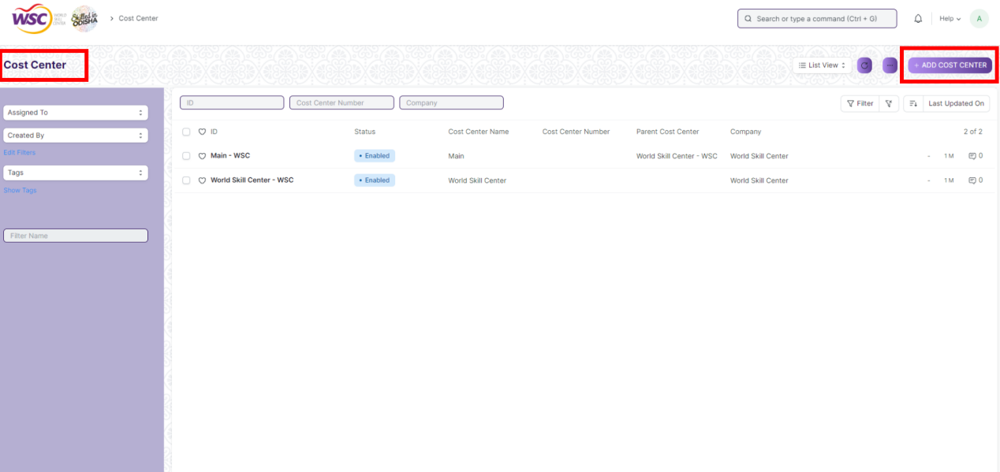 WSC WORLD SKILL CENTER Skilled in ODISHA > Cost Center Search or type a command (Ctrl + G) Help A
Cost Center List View + ADD COST CENTER
Assigned To
Created By
Edit Filters
Tags
Show Tags
Filter Name
ID Cost Center Number Company Filter Last Updated On
ID Status Cost Center Name Cost Center Number Parent Cost Center Company 2 of 2
Main - WSC • Enabled Main World Skill Center - WSC World Skill Center - 1 M 0
World Skill Center - WSC • Enabled World Skill Center World Skill Center - 1 M 0